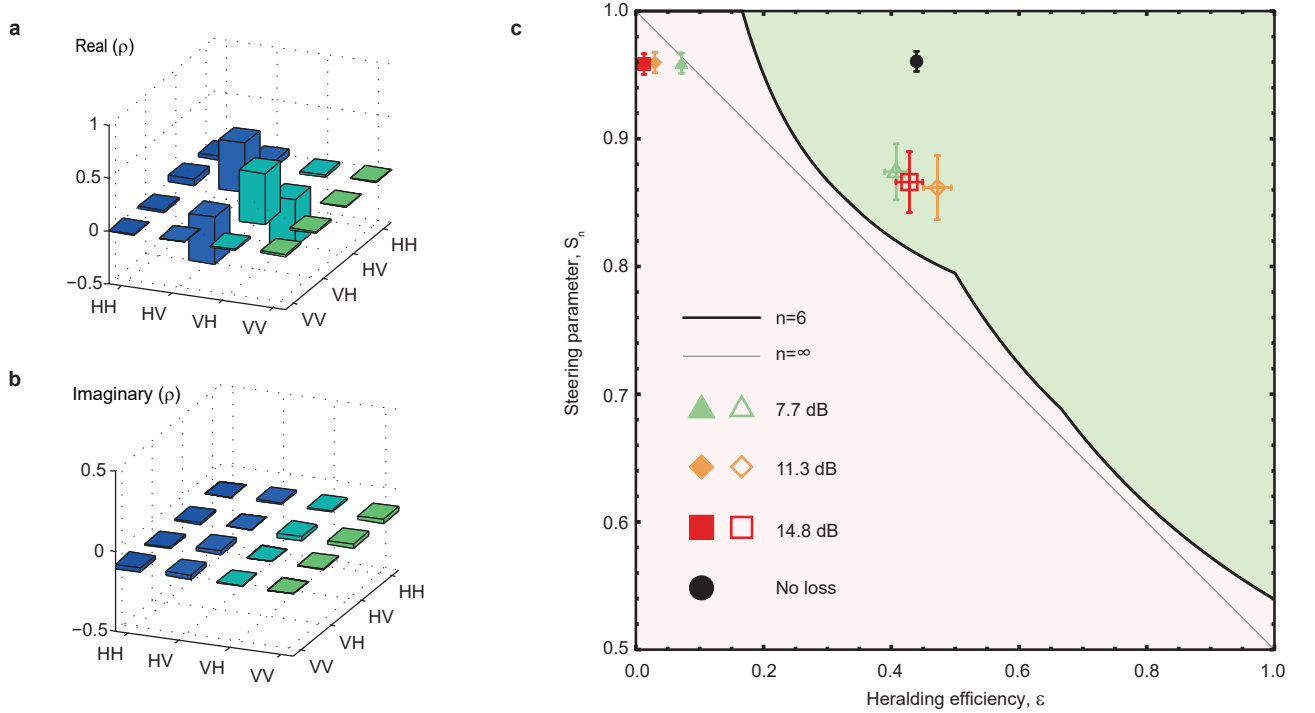 a
Real (ρ)
1
0.5
0
−0.5
HH
HV
VH
VV
VV
VH
HV
HH
b
Imaginary (ρ)
0.5
0
−0.5
HH
HV
VH
VV
VV
VH
HV
HH
c
Steering parameter, Sn
1.0
0.9
0.8
0.7
0.6
0.5
n=6
n=∞
7.7 dB
11.3 dB
14.8 dB
No loss
0.0 0.2 0.4 0.6 0.8 1.0
Heralding efficiency, ε